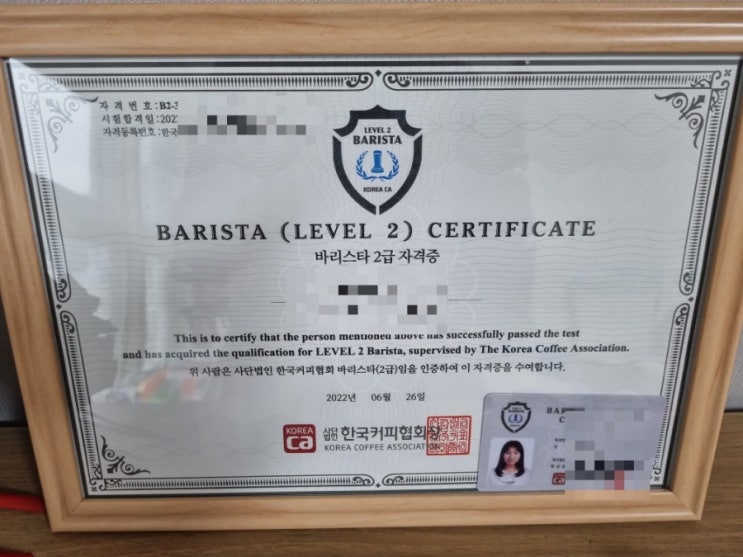 자 격 번 호 : B2-
시험합격일 : 202
자격등록번호 : 한국
LEVEL 2
BARISTA
KOREA CA
BARISTA (LEVEL 2) CERTIFICATE
바리스타 2급 자격증
This is to certify that the person mentioned above has successfully passed the test
and has acquired the qualification for LEVEL 2 Barista, supervised by The Korea Coffee Association.
위 사람은 사단법인 한국커피협회 바리스타(2급)임을 인증하여 이 자격증을 수여합니다.
2022 06월 26일
KOREA
ca
사단법인 한국커피협회장
KOREA COFFEE ASSOCIATION